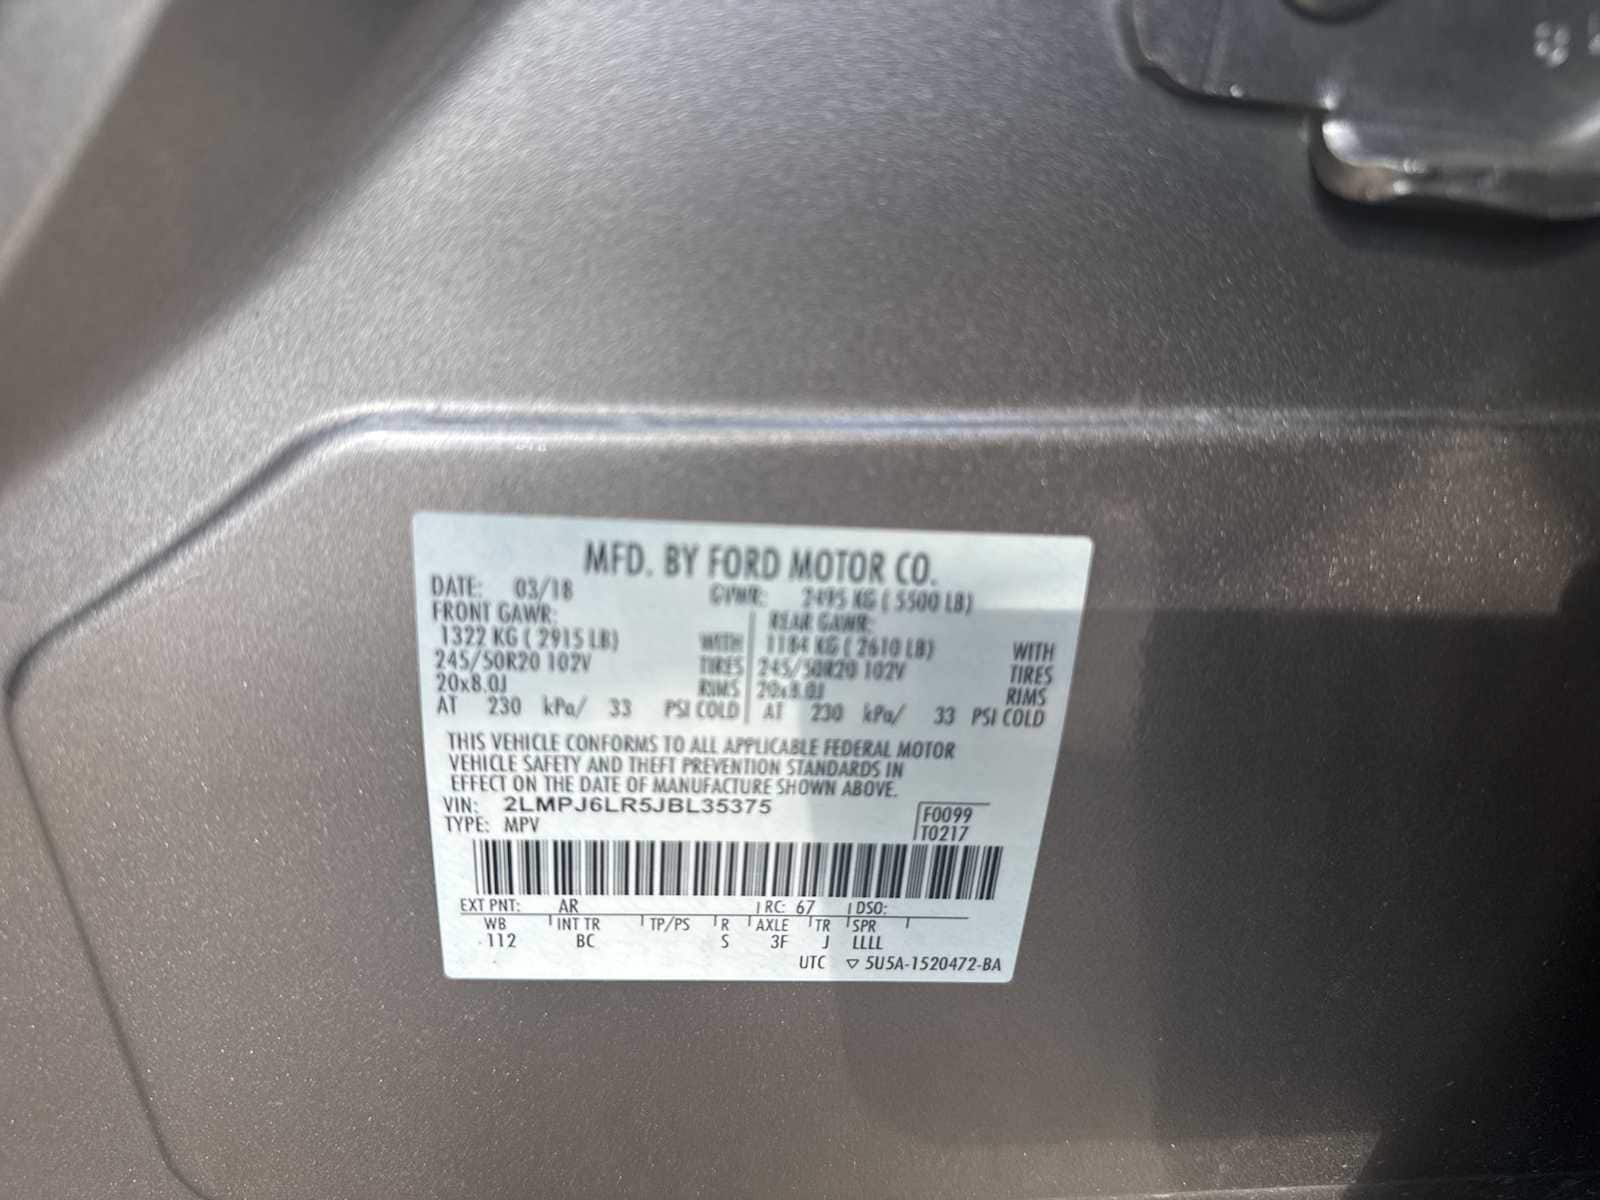 MFD. BY FORD MOTOR CO.
DATE: 03/18 GVWR: 2495 KG ( 5500 LB)
FRONT GAWR: REAR GAWR:
1322 KG ( 2915 LB) WITH 1184 KG ( 2610 LB) WITH
245/50R20 102V TIRES 245/50R20 102V TIRES
20x8.0J RIMS 20x8.0J RIMS
AT 230 kPa/ 33 PSI COLD AT 230 kPa/ 33 PSI COLD
THIS VEHICLE CONFORMS TO ALL APPLICABLE FEDERAL MOTOR
VEHICLE SAFETY AND THEFT PREVENTION STANDARDS IN
EFFECT ON THE DATE OF MANUFACTURE SHOWN ABOVE.
VIN: 2LMPJ6LR5JBL35375 F0099
TYPE: MPV T0217
EXT PNT: AR RC: 67 DSO:
WB INT TR TP/PS R AXLE TR SPR
112 BC S 3F J LLLL
UTC ▽ 5U5A-1520472-BA